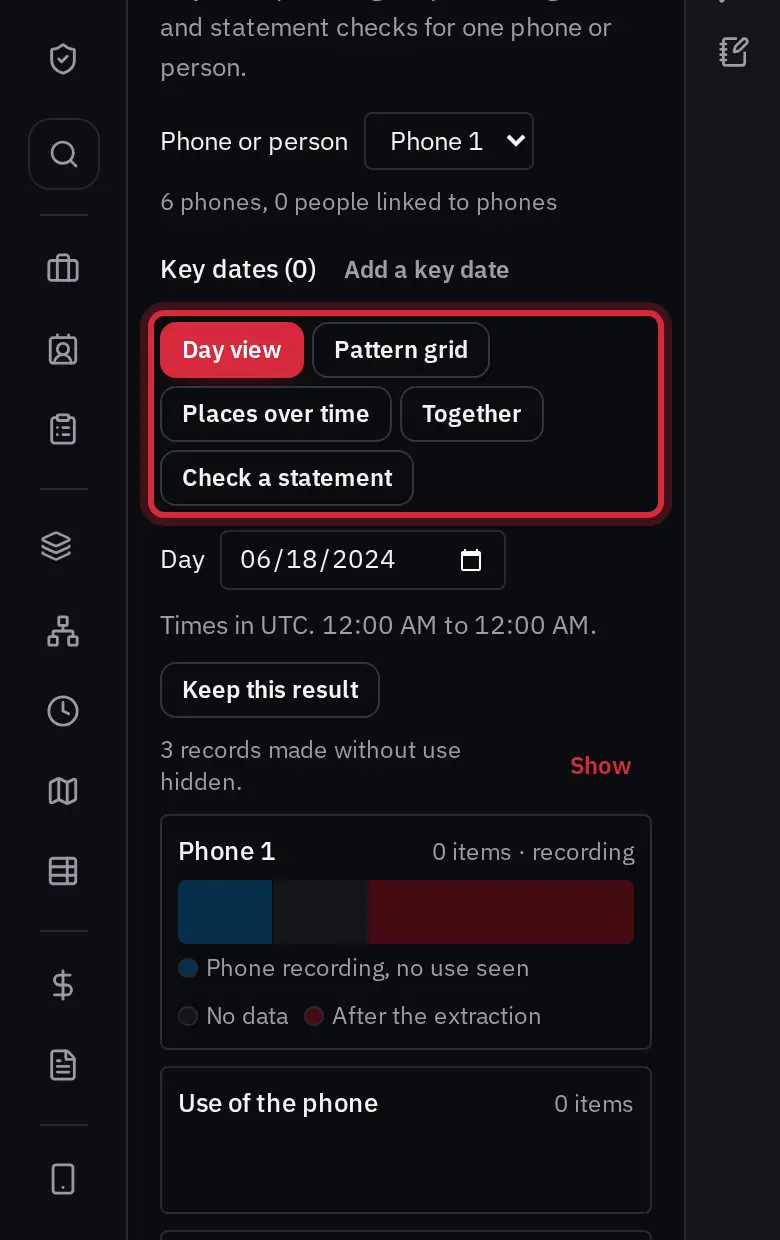 and statement checks for one phone or
person.
Phone or person Phone 1
6 phones, 0 people linked to phones
Key dates (0) Add a key date
Day view Pattern grid
Places over time Together
Check a statement
Day 06/18/2024
Times in UTC. 12:00 AM to 12:00 AM.
Keep this result
3 records made without use
hidden.
Show
Phone 1 0 items · recording
Phone recording, no use seen
No data After the extraction
Use of the phone 0 items